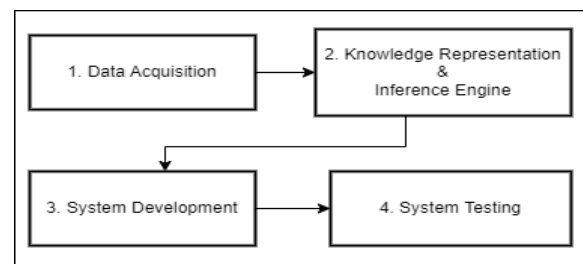 1. Data Acquisition
2. Knowledge Representation
&
Inference Engine
3. System Development
4. System Testing